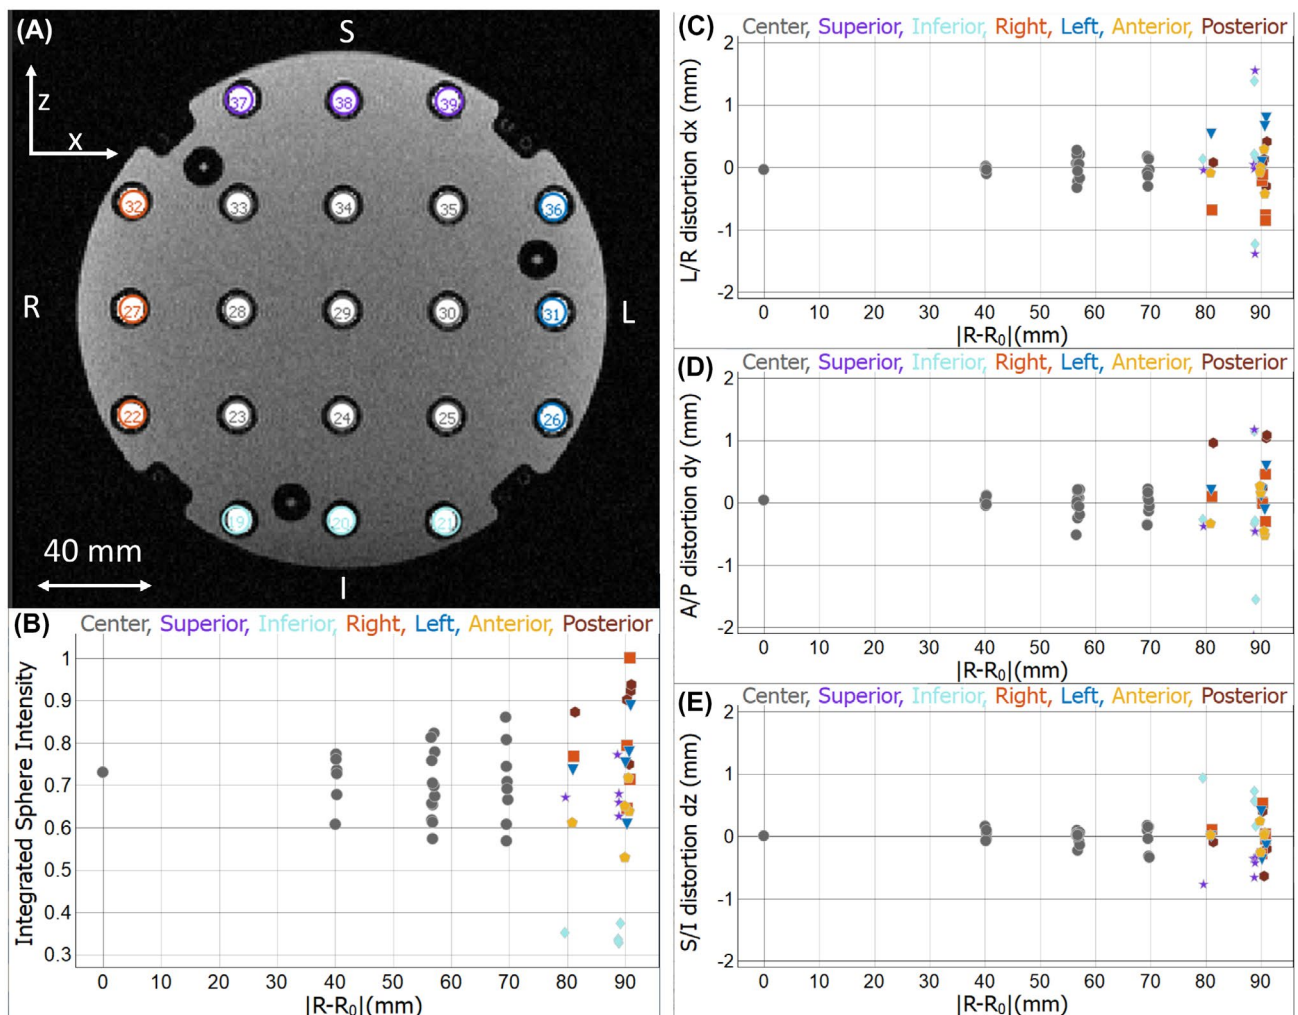 (A)
S
z
x
37 38 39
32 33 34 35 36
R 27 28 29 30 31 L
22 23 24 25 26
19 20 21
40 mm
I
(B) Center, Superior, Inferior, Right, Left, Anterior, Posterior
Integrated Sphere Intensity
1
0.9
0.8
0.7
0.6
0.5
0.4
0.3
0 10 20 30 40 50 60 70 80 90
|R-R₀|(mm)
(C) Center, Superior, Inferior, Right, Left, Anterior, Posterior
L/R distortion dx (mm)
2
1
0
-1
-2
0 10 20 30 40 50 60 70 80 90
|R-R₀|(mm)
(D) Center, Superior, Inferior, Right, Left, Anterior, Posterior
A/P distortion dy (mm)
2
1
0
-1
-2
0 10 20 30 40 50 60 70 80 90
|R-R₀|(mm)
(E) Center, Superior, Inferior, Right, Left, Anterior, Posterior
S/I distortion dz (mm)
2
1
0
-1
-2
0 10 20 30 40 50 60 70 80 90
|R-R₀|(mm)